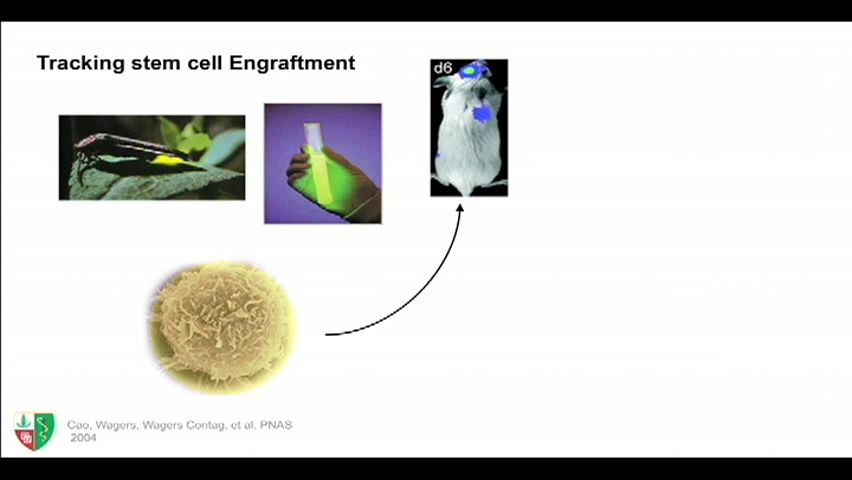 Tracking stem cell Engraftment
d6
Cao, Wagers, Wagers Contag, et al. PNAS
2004